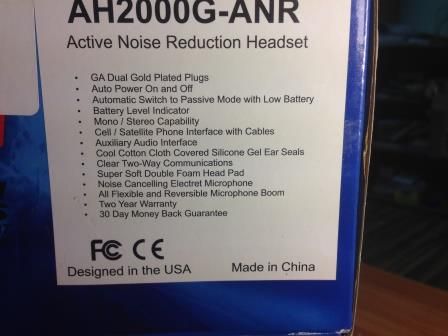 AH2000G-ANR
Active Noise Reduction Headset
• GA Dual Gold Plated Plugs
• Auto Power On and Off
• Automatic Switch to Passive Mode with Low Battery
• Battery Level Indicator
• Mono / Stereo Capability
• Cell / Satellite Phone Interface with Cables
• Auxiliary Audio Interface
• Cool Cotton Cloth Covered Silicone Gel Ear Seals
• Clear Two-Way Communications
• Super Soft Double Foam Head Pad
• Noise Cancelling Electret Microphone
• All Flexible and Reversible Microphone Boom
• Two Year Warranty
• 30 Day Money Back Guarantee
FC CE
Designed in the USA Made in China